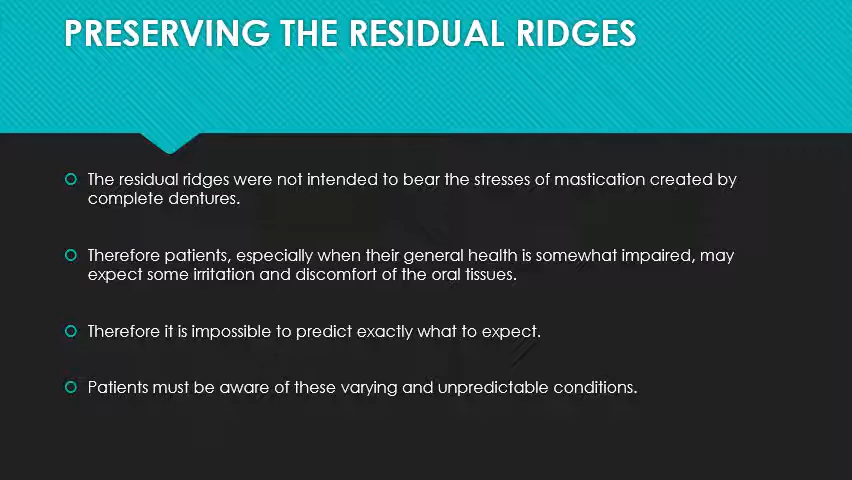 PRESERVING THE RESIDUAL RIDGES
The residual ridges were not intended to bear the stresses of mastication created by
complete dentures.
Therefore patients, especially when their general health is somewhat impaired, may
expect some irritation and discomfort of the oral tissues.
Therefore it is impossible to predict exactly what to expect.
Patients must be aware of these varying and unpredictable conditions.